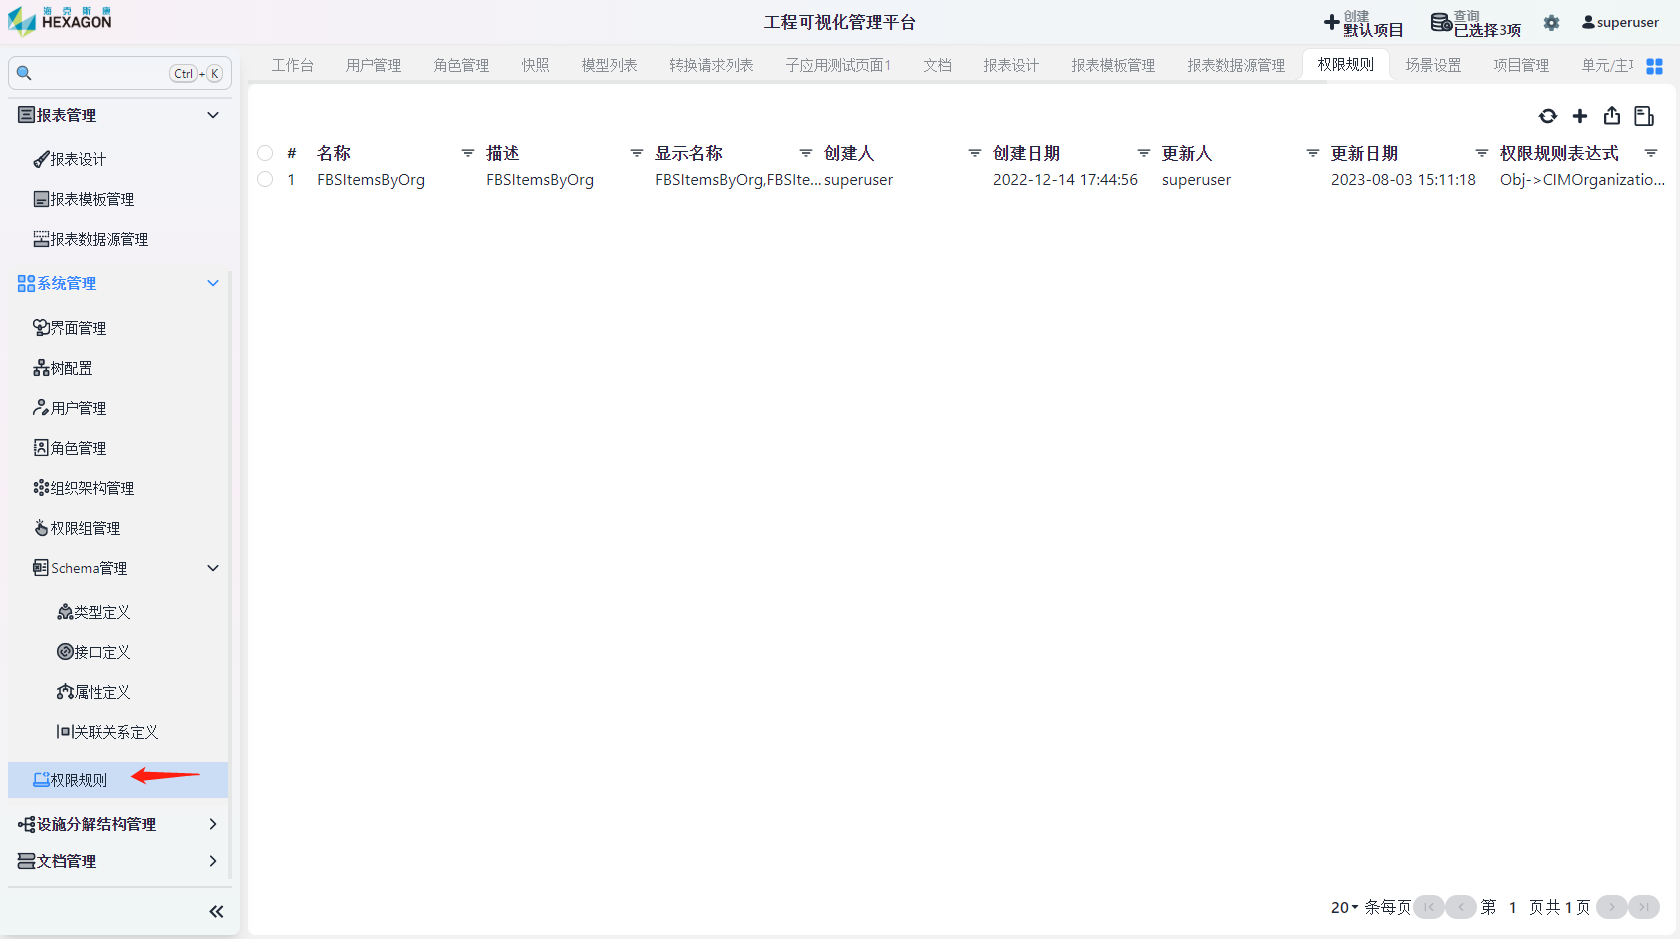 海克斯康
HEXAGON
工程可视化管理平台
创建
默认项目
查询
已选择3项
superuser
Ctrl + K
工作台 用户管理 角色管理 快照 模型列表 转换请求列表 子应用测试页面1 文档 报表设计 报表模板管理 报表数据源管理 权限规则 场景设置 项目管理 单元/主项
报表管理
报表设计
报表模板管理
报表数据源管理
系统管理
界面管理
树配置
用户管理
角色管理
组织架构管理
权限组管理
Schema管理
类型定义
接口定义
属性定义
关联关系定义
权限规则
设施分解结构管理
文档管理
# 名称 描述 显示名称 创建人 创建日期 更新人 更新日期 权限规则表达式
1 FBSItemsByOrg FBSItemsByOrg FBSItemsByOrg,FBSIte... superuser 2022-12-14 17:44:56 superuser 2023-08-03 15:11:18 Obj->CIMOrganizatio...
20 条每页 第 1 页共 1 页